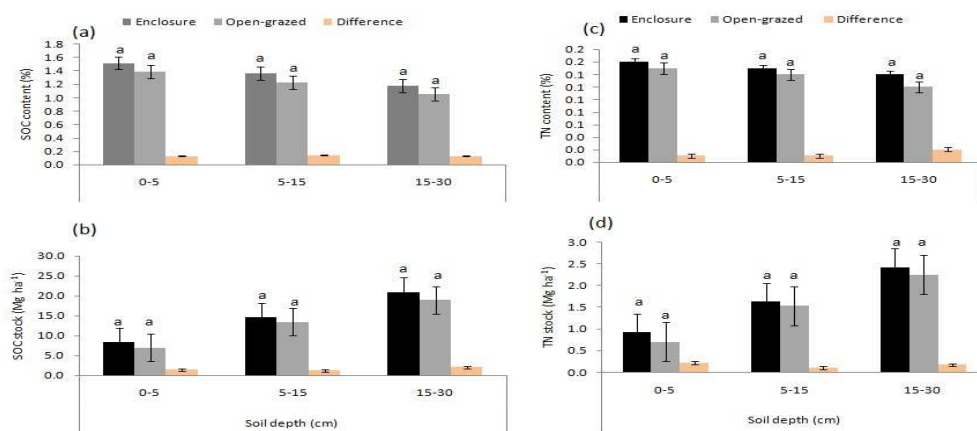 Enclosure Open-grazed Difference
(a)
SOC content (%)
1.8
1.6
1.4
1.2
1.0
0.8
0.6
0.4
0.2
0.0
a a a a a a
0-5 5-15 15-30
(b)
SOC stock (Mg ha⁻¹)
30.0
25.0
20.0
15.0
10.0
5.0
0.0
a a a a a a
0-5 5-15 15-30
Soil depth (cm)
Enclosure Open-grazed Difference
(c)
TN content (%)
0.2
0.2
0.1
0.1
0.1
0.1
0.1
0.0
0.0
0.0
a a a a a a
0-5 5-15 15-30
(d)
TN stock (Mg ha⁻¹)
3.0
2.5
2.0
1.5
1.0
0.5
0.0
a a a a a a
0-5 5-15 15-30
Soil depth (cm)